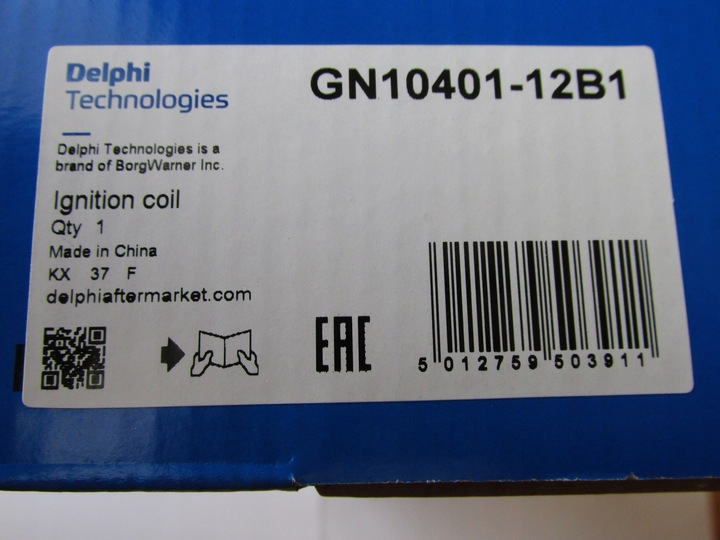 Delphi
Technologies
GN10401-12B1
Delphi Technologies is a
brand of BorgWarner Inc.
Ignition coil
Qty 1
Made in China
KX 37 F
delphiaftermarket.com
EAC
5 012759 503911